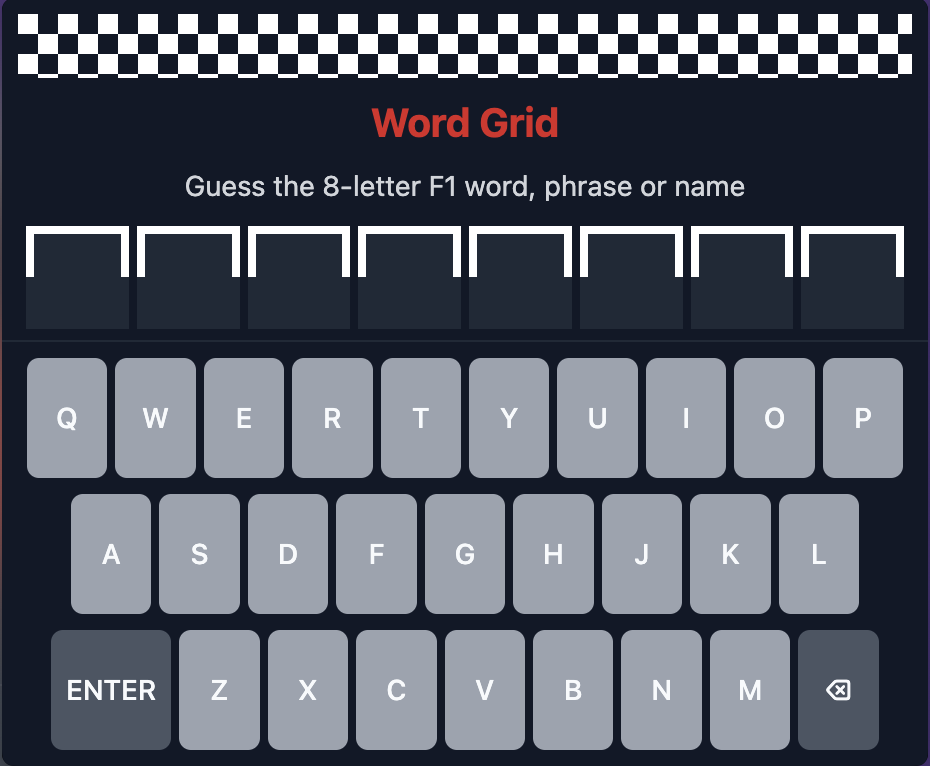 Word Grid
Guess the 8-letter F1 word, phrase or name
Q W E R T Y U I O P
A S D F G H J K L
ENTER Z X C V B N M